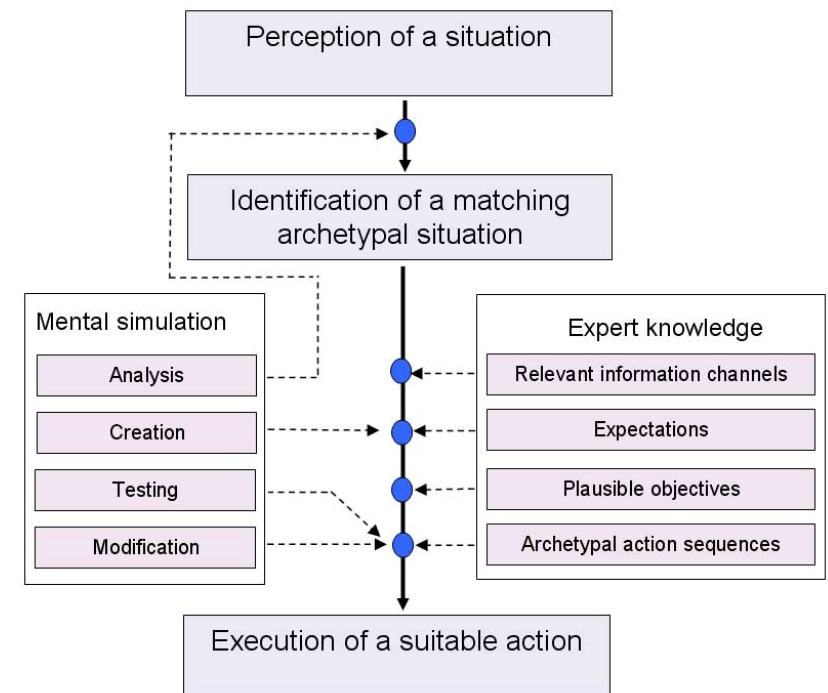 Perception of a situation
Identification of a matching
archetypal situation
Mental simulation
Analysis
Creation
Testing
Modification
Expert knowledge
Relevant information channels
Expectations
Plausible objectives
Archetypal action sequences
Execution of a suitable action